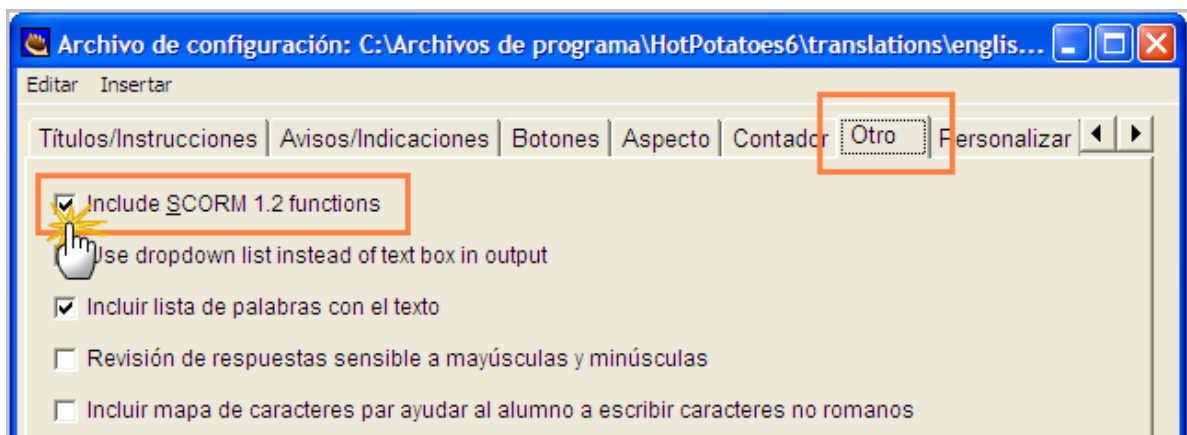 Archivo de configuración: C:\Archivos de programa\HotPotatoes6\translations\englis...
Editar Insertar
Títulos/Instrucciones Avisos/Indicaciones Botones Aspecto Contador Otro Personalizar
Include SCORM 1.2 functions
Use dropdown list instead of text box in output
Incluir lista de palabras con el texto
Revisión de respuestas sensible a mayúsculas y minúsculas
Incluir mapa de caracteres par ayudar al alumno a escribir caracteres no romanos